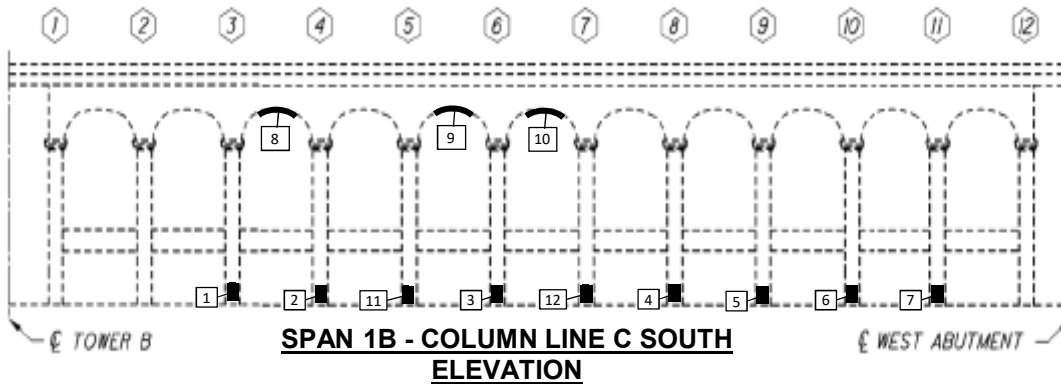 1 2 3 4 5 6 7 8 9 10 11 12
8 9 10
1 2 11 3 12 4 5 6 7
℄ TOWER B
SPAN 1B - COLUMN LINE C SOUTH
ELEVATION
℄ WEST ABUTMENT